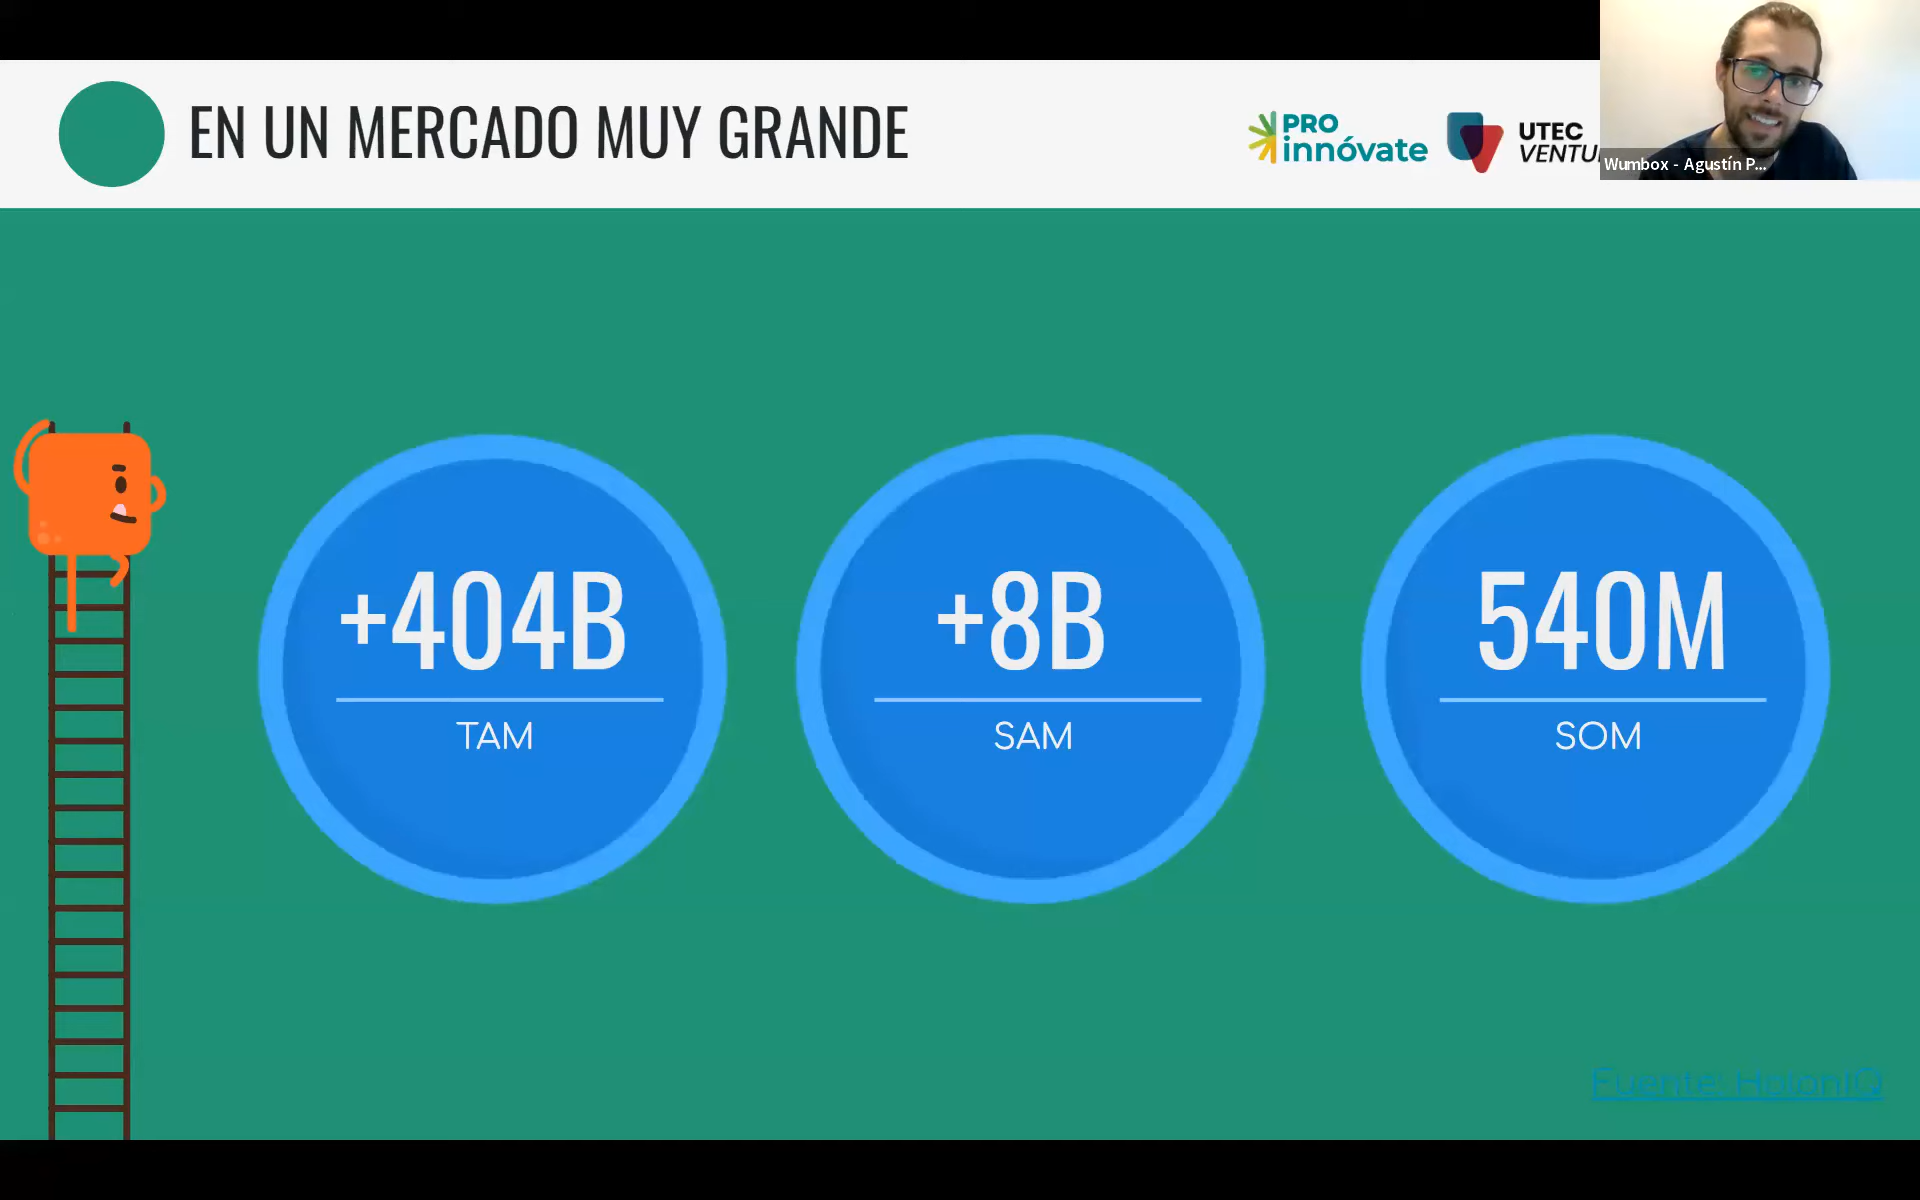 EN UN MERCADO MUY GRANDE
PRO
innóvate
UTEC
VENTU
Wumbox - Agustín P...
+404B
TAM
+8B
SAM
540M
SOM
Fuente: HolonIQ